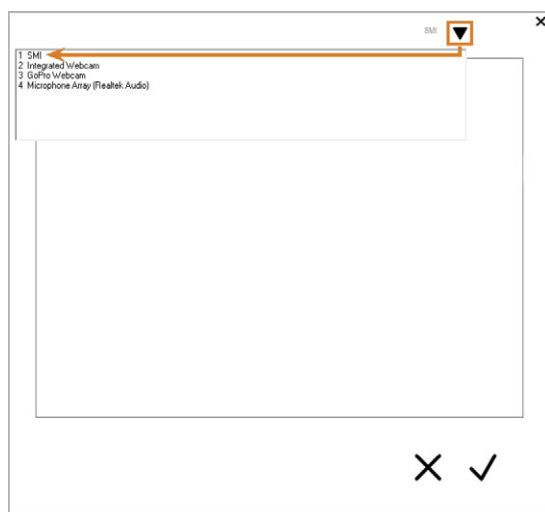 SMI
1 SMI
2 Integrated Webcam
3 GoPro Webcam
4 Microphone Array (Realtek Audio)